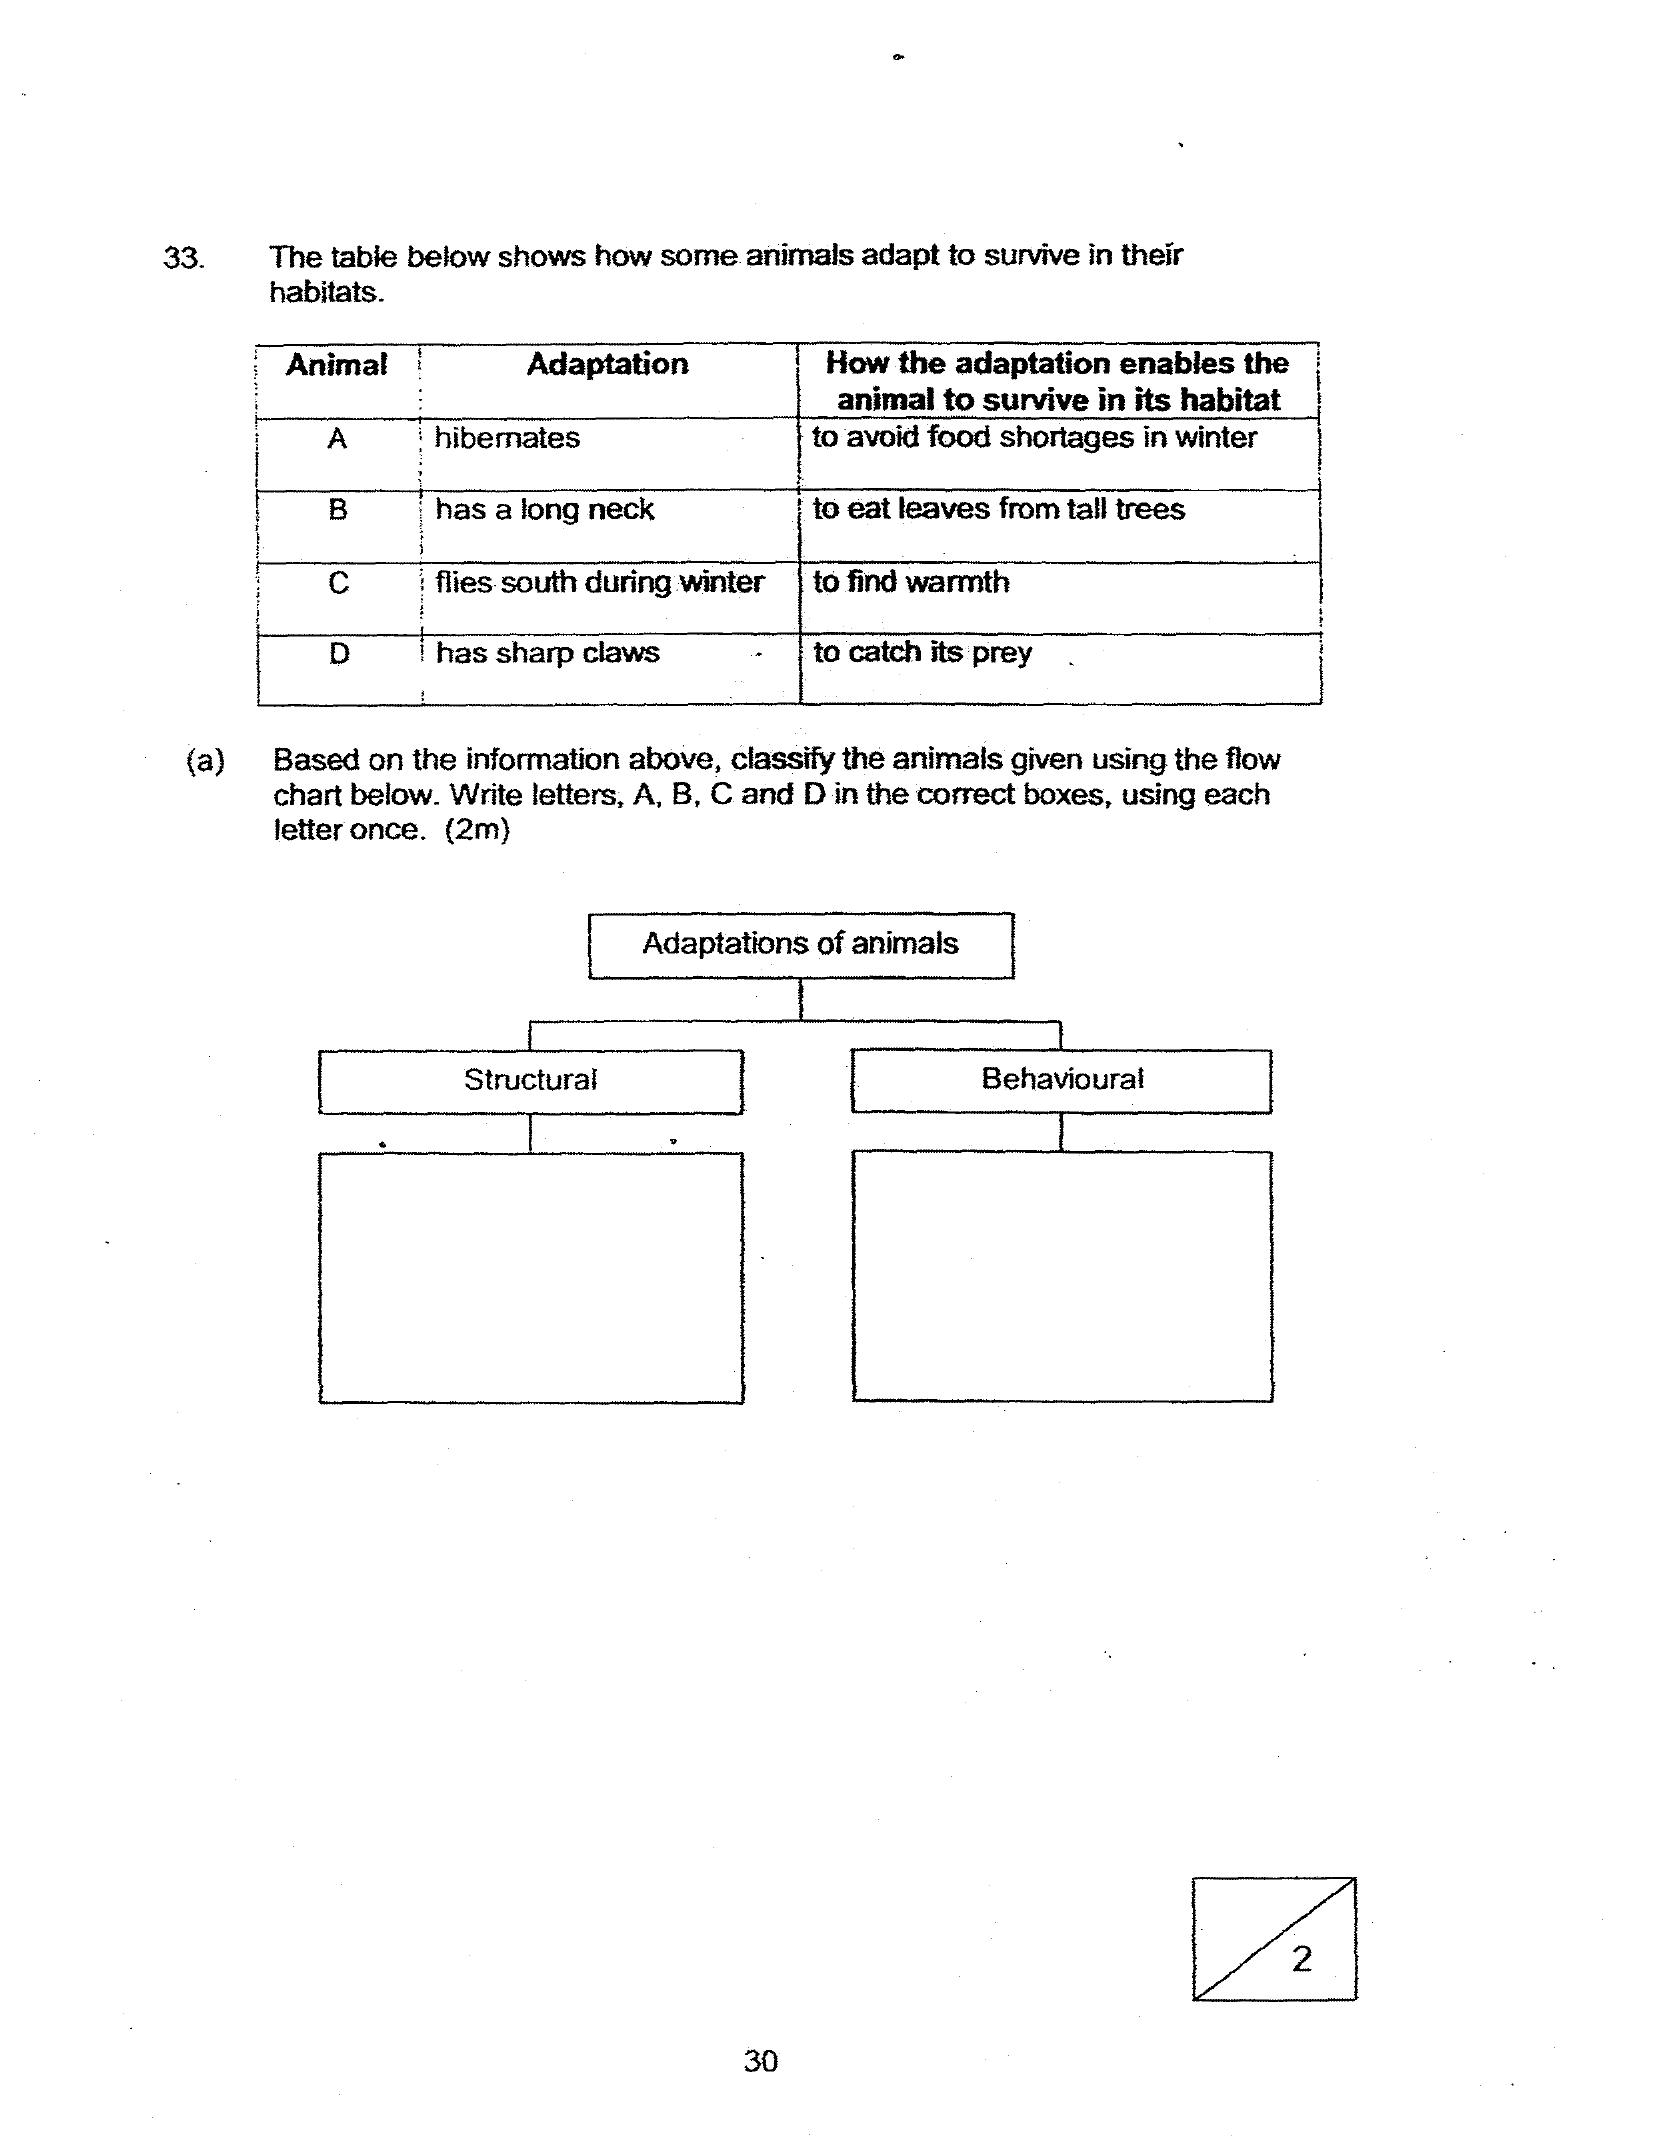 33. The table below shows how some animals adapt to survive in their
habitats.
Animal Adaptation How the adaptation enables the
animal to survive in its habitat
A hibernates to avoid food shortages in winter
B has a long neck to eat leaves from tall trees
C flies south during winter to find warmth
D has sharp claws to catch its prey
(a) Based on the information above, classify the animals given using the flow
chart below. Write letters, A, B, C and D in the correct boxes, using each
letter once. (2m)
Adaptations of animals
Structural Behavioural
2
30